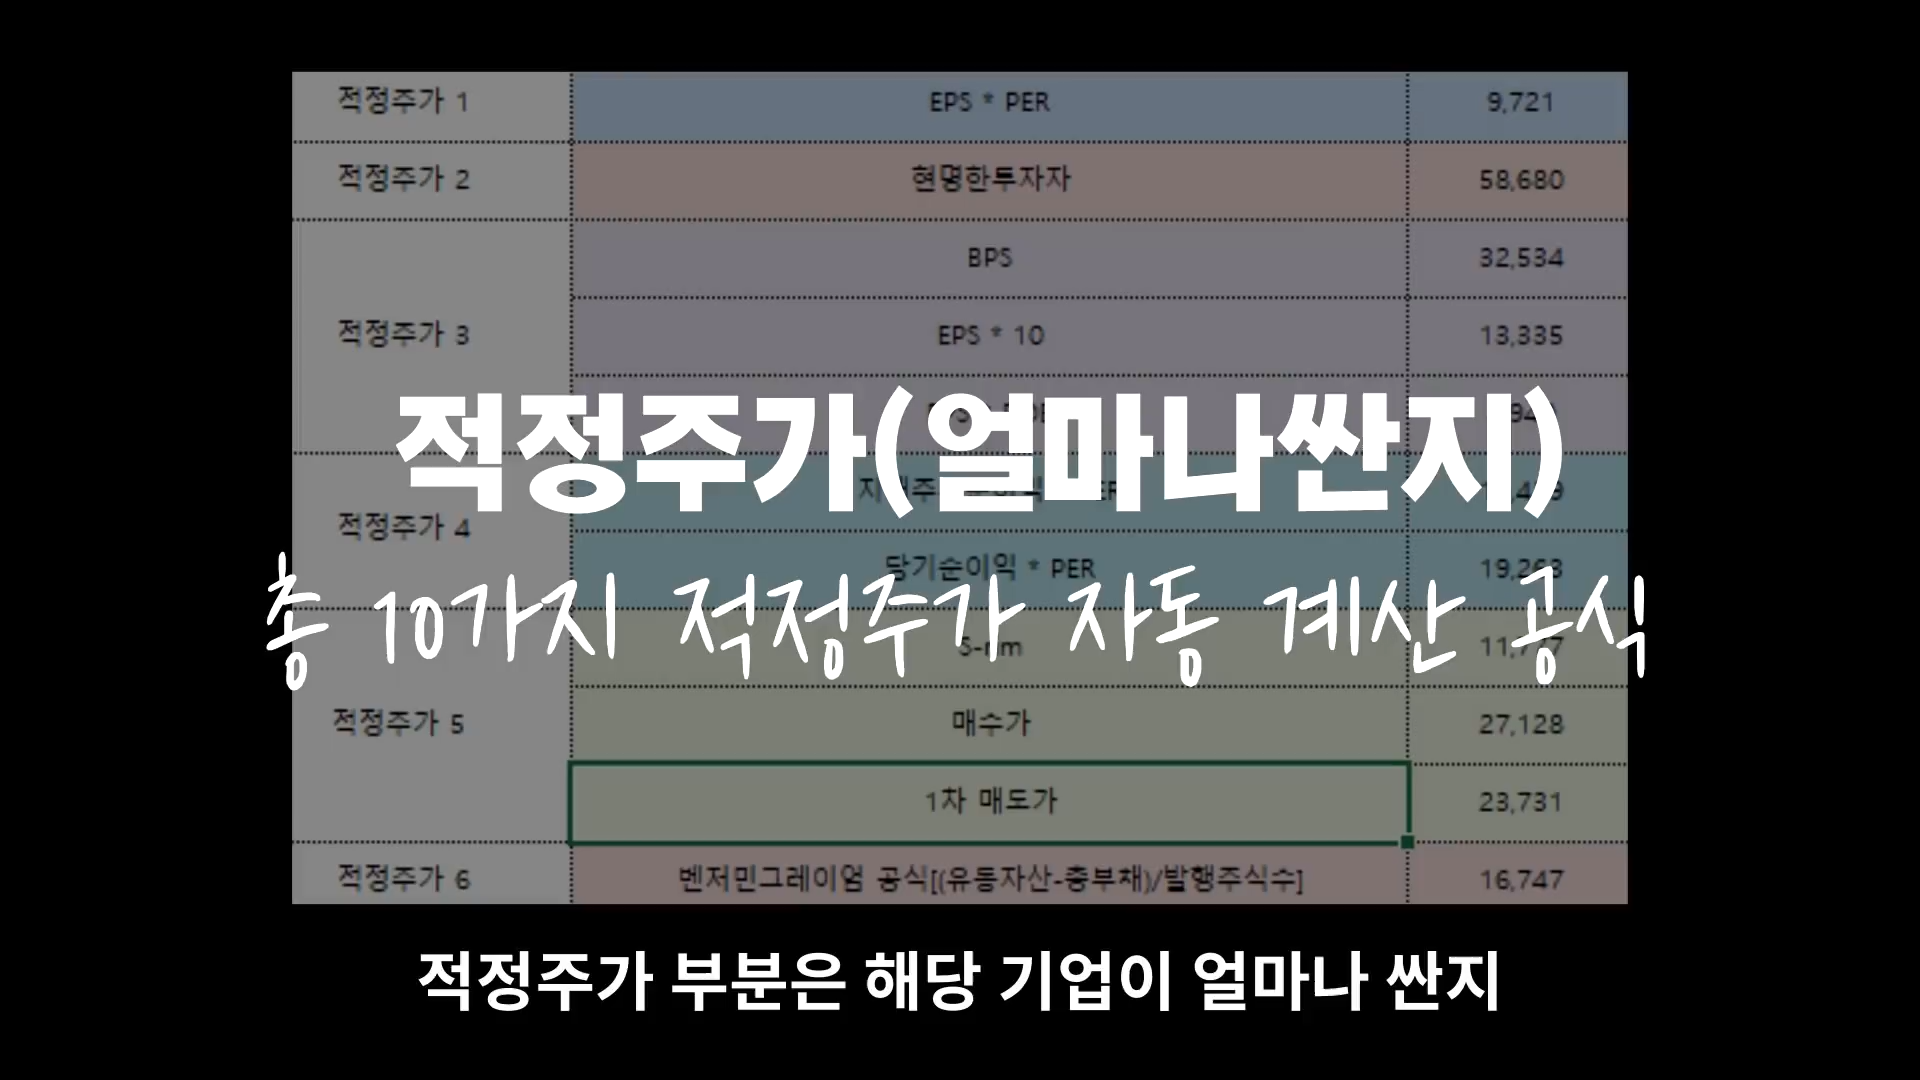 적정주가 1 EPS * PER 9,721
적정주가 2 현명한투자자 58,680
BPS 32,534
적정주가 3 EPS * 10 13,335
적정주가(얼마나싼지)
적정주가 4
당기순이익 * PER 19,263
총 10가지 적정주가 자동 계산 공식
적정주가 5 매수가 27,128
1차 매도가 23,731
적정주가 6 벤저민그레이엄 공식[(유동자산-총부채)/발행주식수] 16,747
적정주가 부분은 해당 기업이 얼마나 싼지